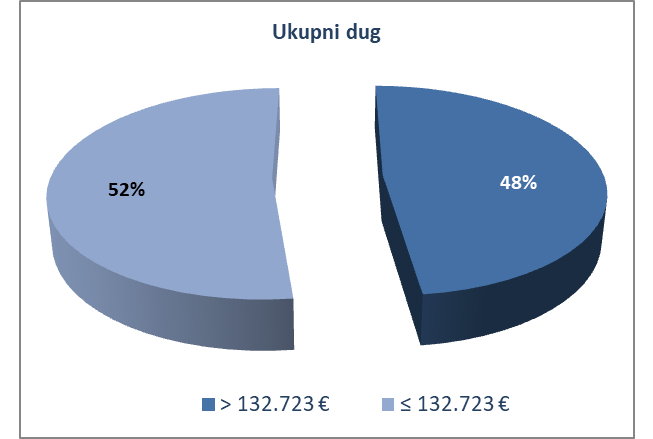 Ukupni dug
52%
48%
> 132.723 €
≤ 132.723 €